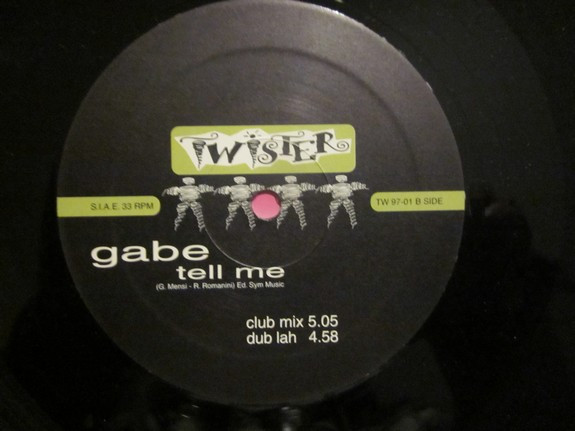 TWISTER
S.I.A.E. 33 RPM
TW 97-01 B SIDE
gabe
tell me
(G. Mensi - R. Romanini) Ed. Sym Music
club mix 5.05
dub lah 4.58